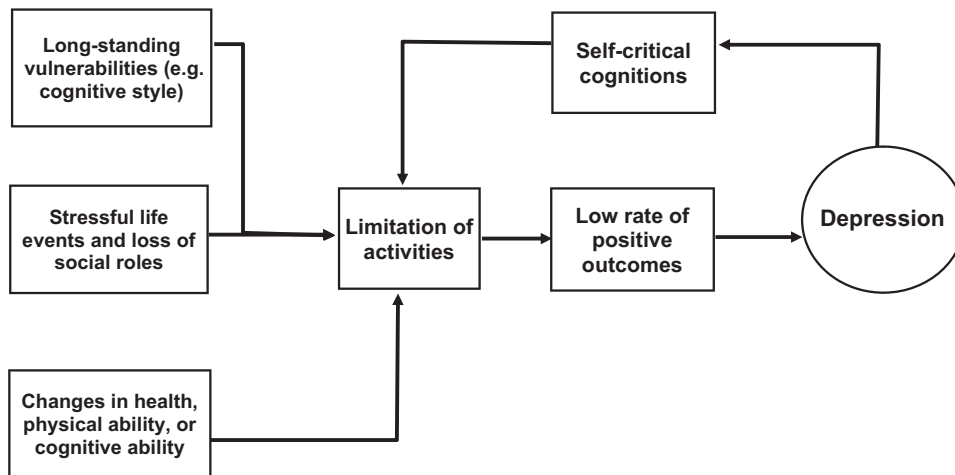 Long-standing
vulnerabilities (e.g.
cognitive style)
Self-critical
cognitions
Stressful life
events and loss of
social roles
Limitation of
activities
Low rate of
positive
outcomes
Depression
Changes in health,
physical ability, or
cognitive ability